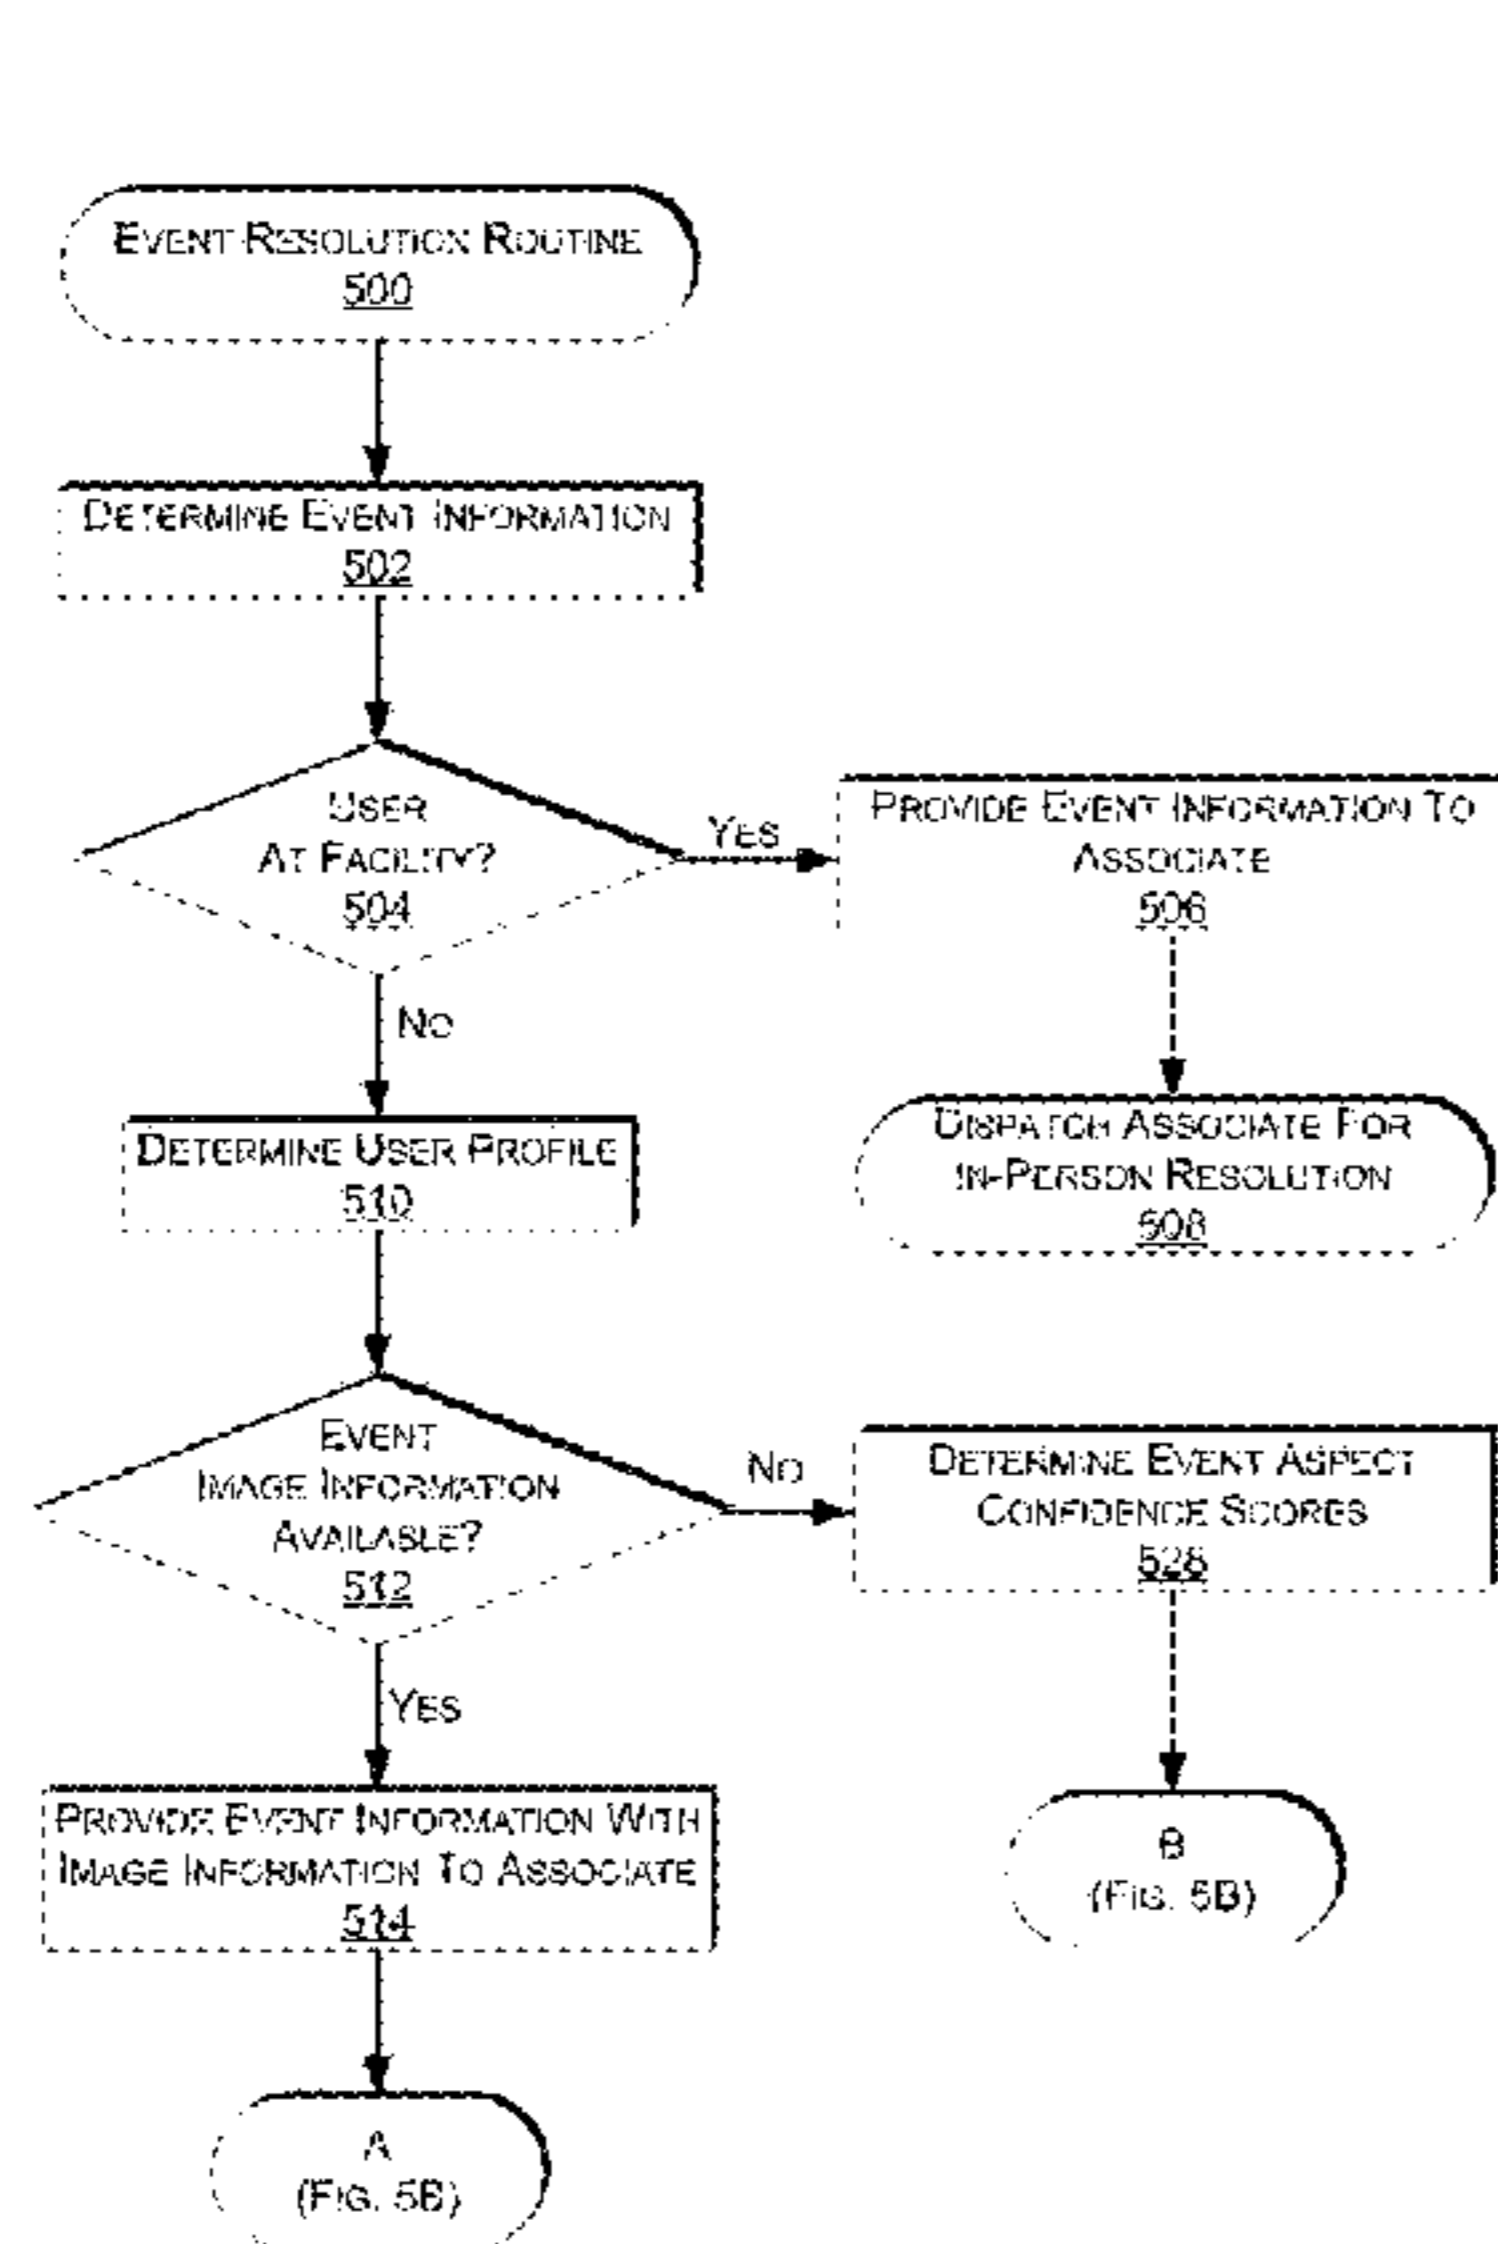 EVENT RESOLUTION ROUTINE
500
DETERMINE EVENT INFORMATION
502
USER
AT FACILITY?
504
YES
PROVIDE EVENT INFORMATION TO
ASSOCIATE
506
NO
DISPATCH ASSOCIATE FOR
IN-PERSON RESOLUTION
508
DETERMINE USER PROFILE
510
EVENT
IMAGE INFORMATION
AVAILABLE?
512
NO
DETERMINE EVENT ASPECT
CONFIDENCE SCORES
YES
PROVIDE EVENT INFORMATION WITH
IMAGE INFORMATION TO ASSOCIATE
514
B
(FIG. 5B)
A
(FIG. 5B)